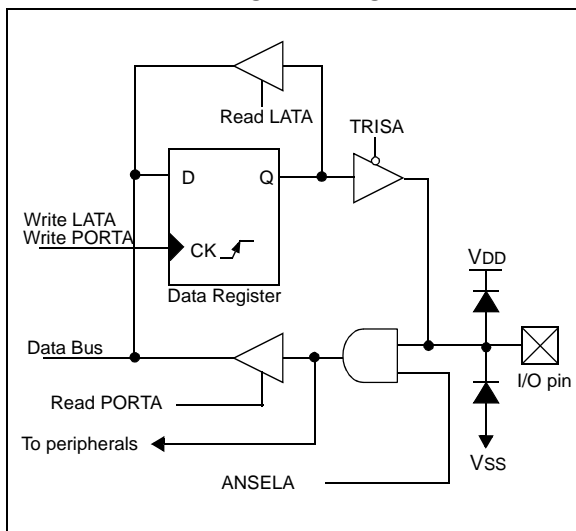 Read LATA
TRISA
D
Q
Write LATA
Write PORTA
CK
VDD
Data Register
Data Bus
I/O pin
Read PORTA
To peripherals
VSS
ANSELA